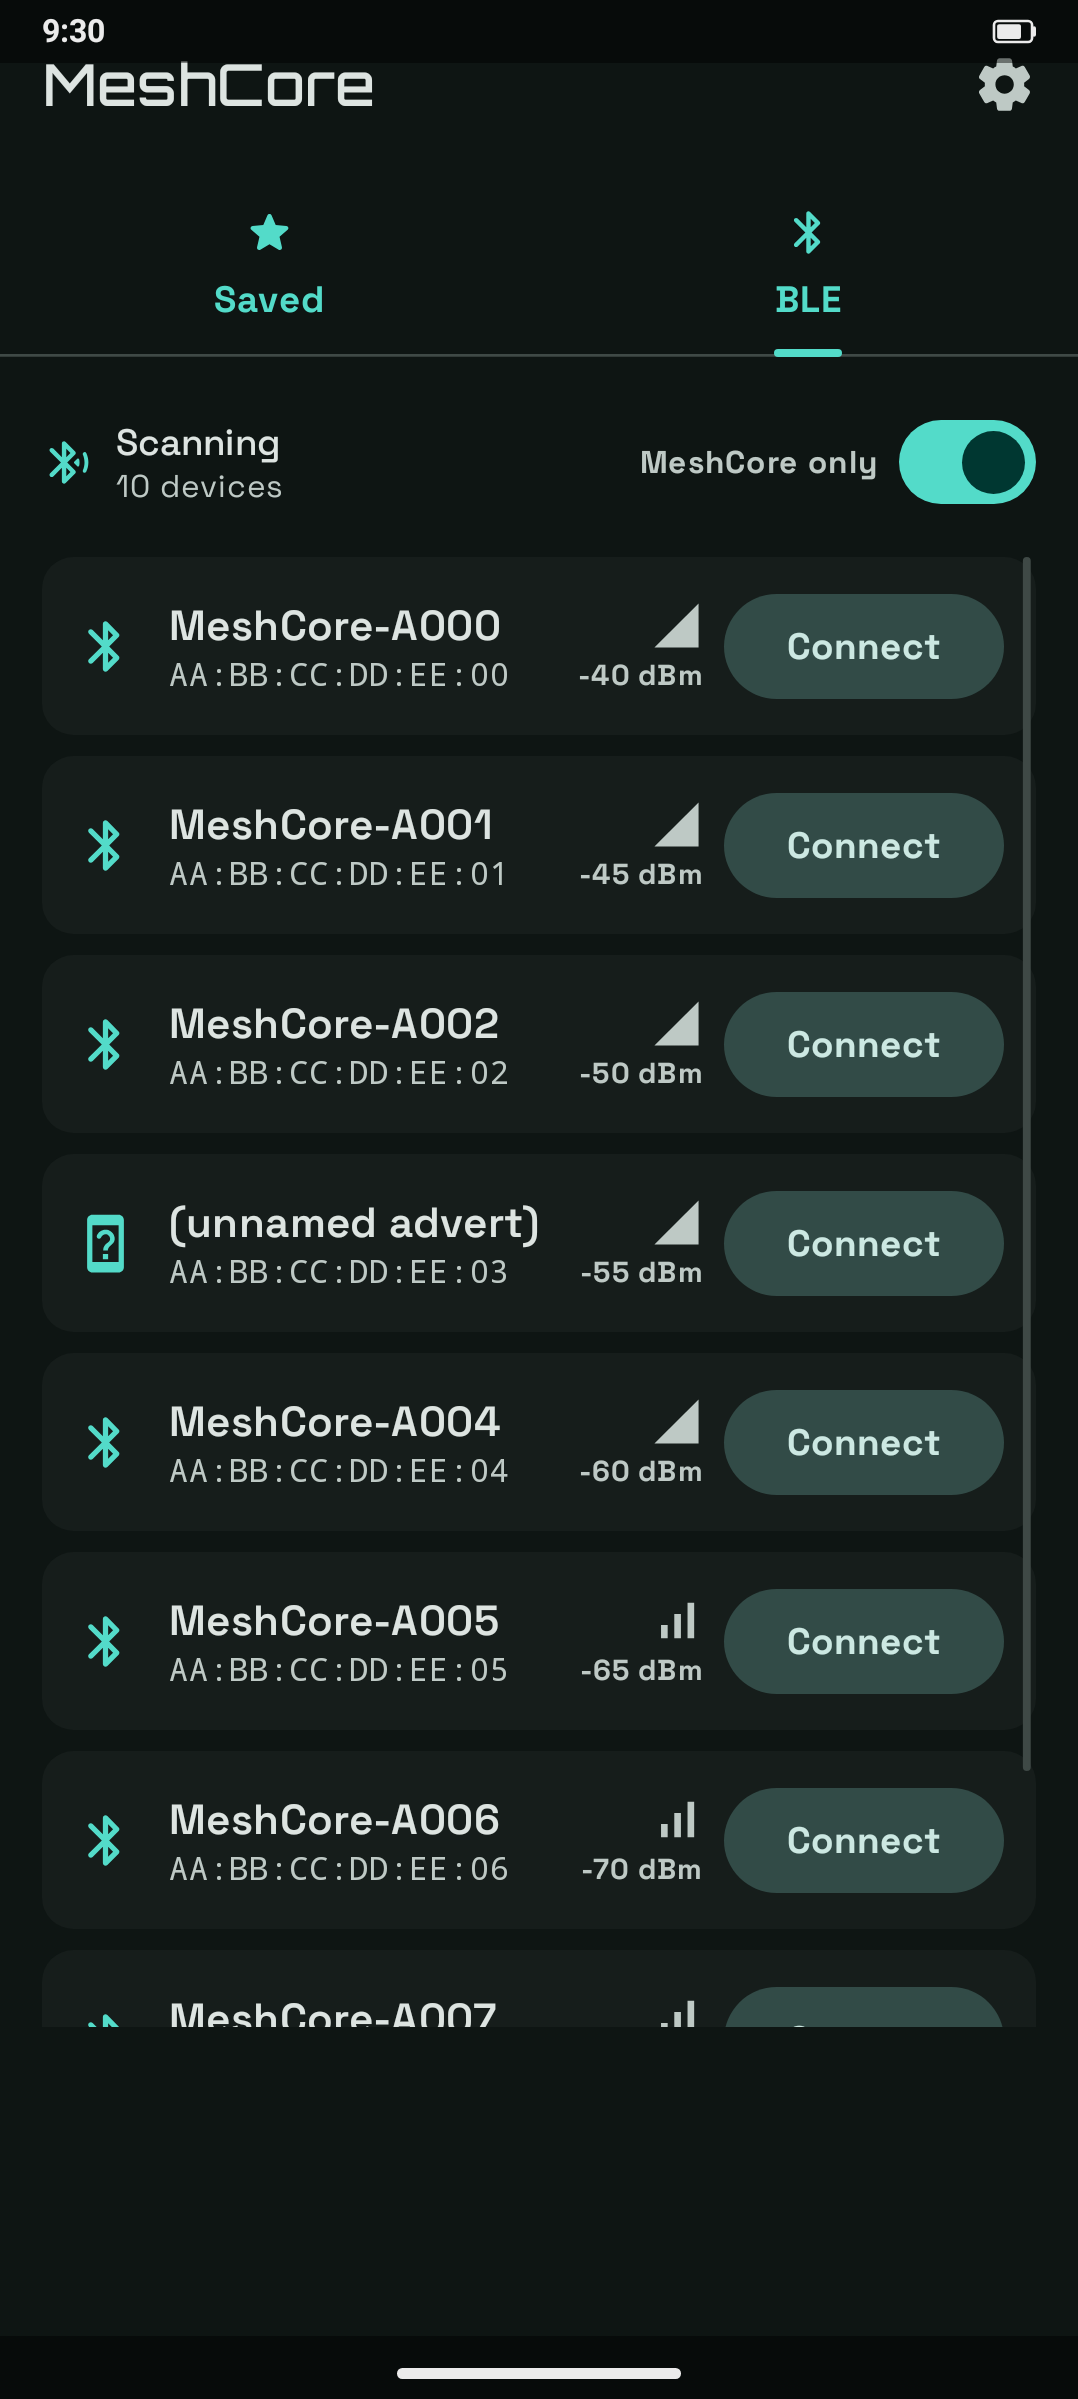 9:30
MeshCore
Saved
BLE
Scanning
10 devices
MeshCore only
MeshCore-A000
AA:BB:CC:DD:EE:00
-40 dBm
Connect
MeshCore-A001
AA:BB:CC:DD:EE:01
-45 dBm
Connect
MeshCore-A002
AA:BB:CC:DD:EE:02
-50 dBm
Connect
(unnamed advert)
AA:BB:CC:DD:EE:03
-55 dBm
Connect
MeshCore-A004
AA:BB:CC:DD:EE:04
-60 dBm
Connect
MeshCore-A005
AA:BB:CC:DD:EE:05
-65 dBm
Connect
MeshCore-A006
AA:BB:CC:DD:EE:06
-70 dBm
Connect
MeshCore-A007